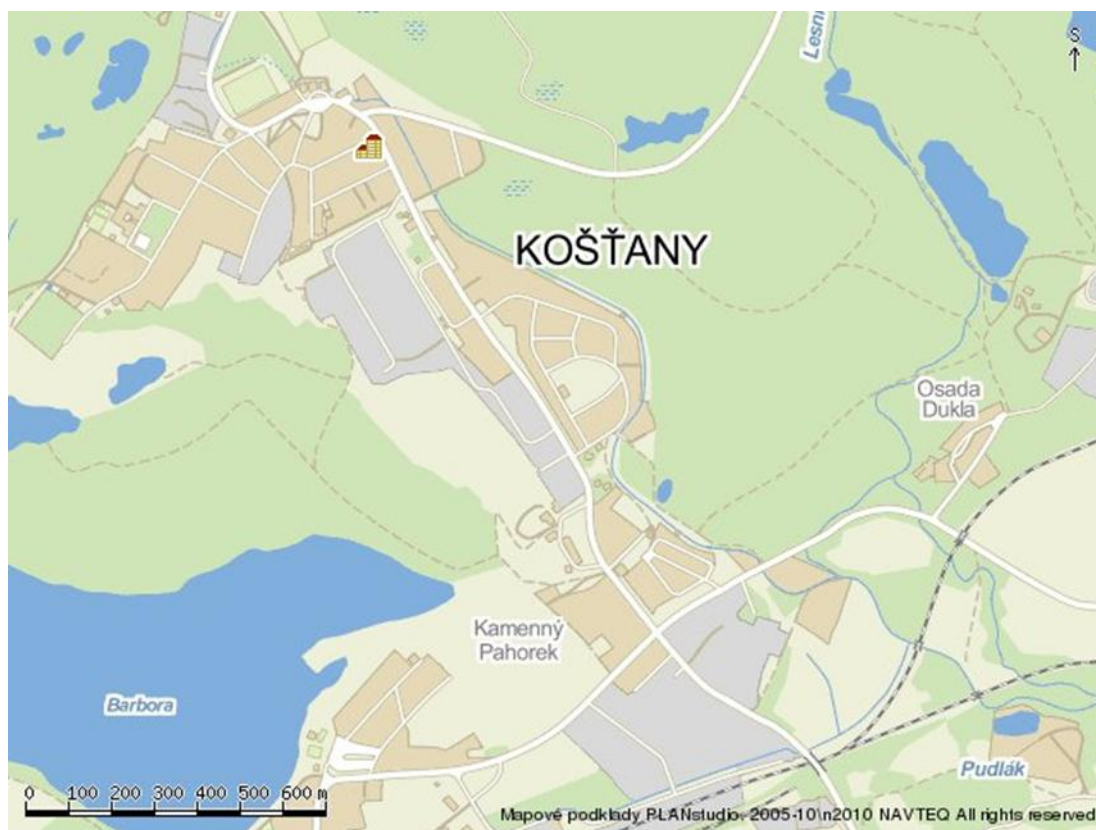 Lesní
S
KOŠŤANY
Osada
Dukla
Kamenný
Pahorek
Barbora
Pudlák
0 100 200 300 400 500 600 m
Mapové podklady PLANstudio, 2005-10\n2010 NAVTEQ All rights reserved